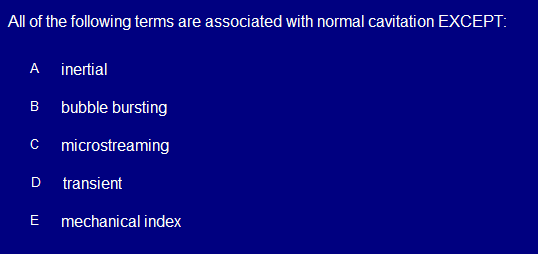 All of the following terms are associated with normal cavitation EXCEPT:
A inertial
B bubble bursting
C microstreaming
D transient
E mechanical index